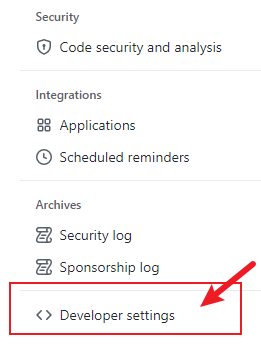 Security
Code security and analysis
Integrations
Applications
Scheduled reminders
Archives
Security log
Sponsorship log
Developer settings